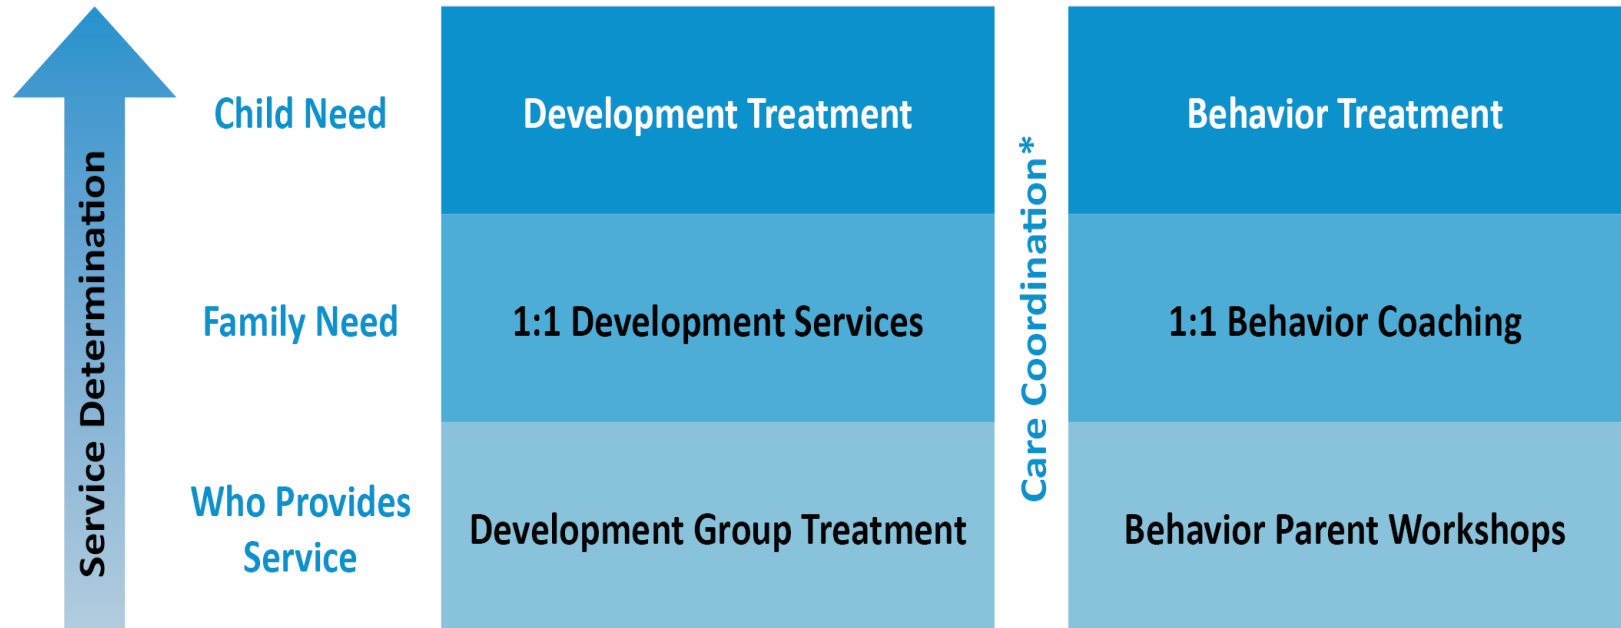 Service Determination
Child Need
Family Need
Who Provides
Service
Development Treatment
1:1 Development Services
Development Group Treatment
Care Coordination*
Behavior Treatment
1:1 Behavior Coaching
Behavior Parent Workshops